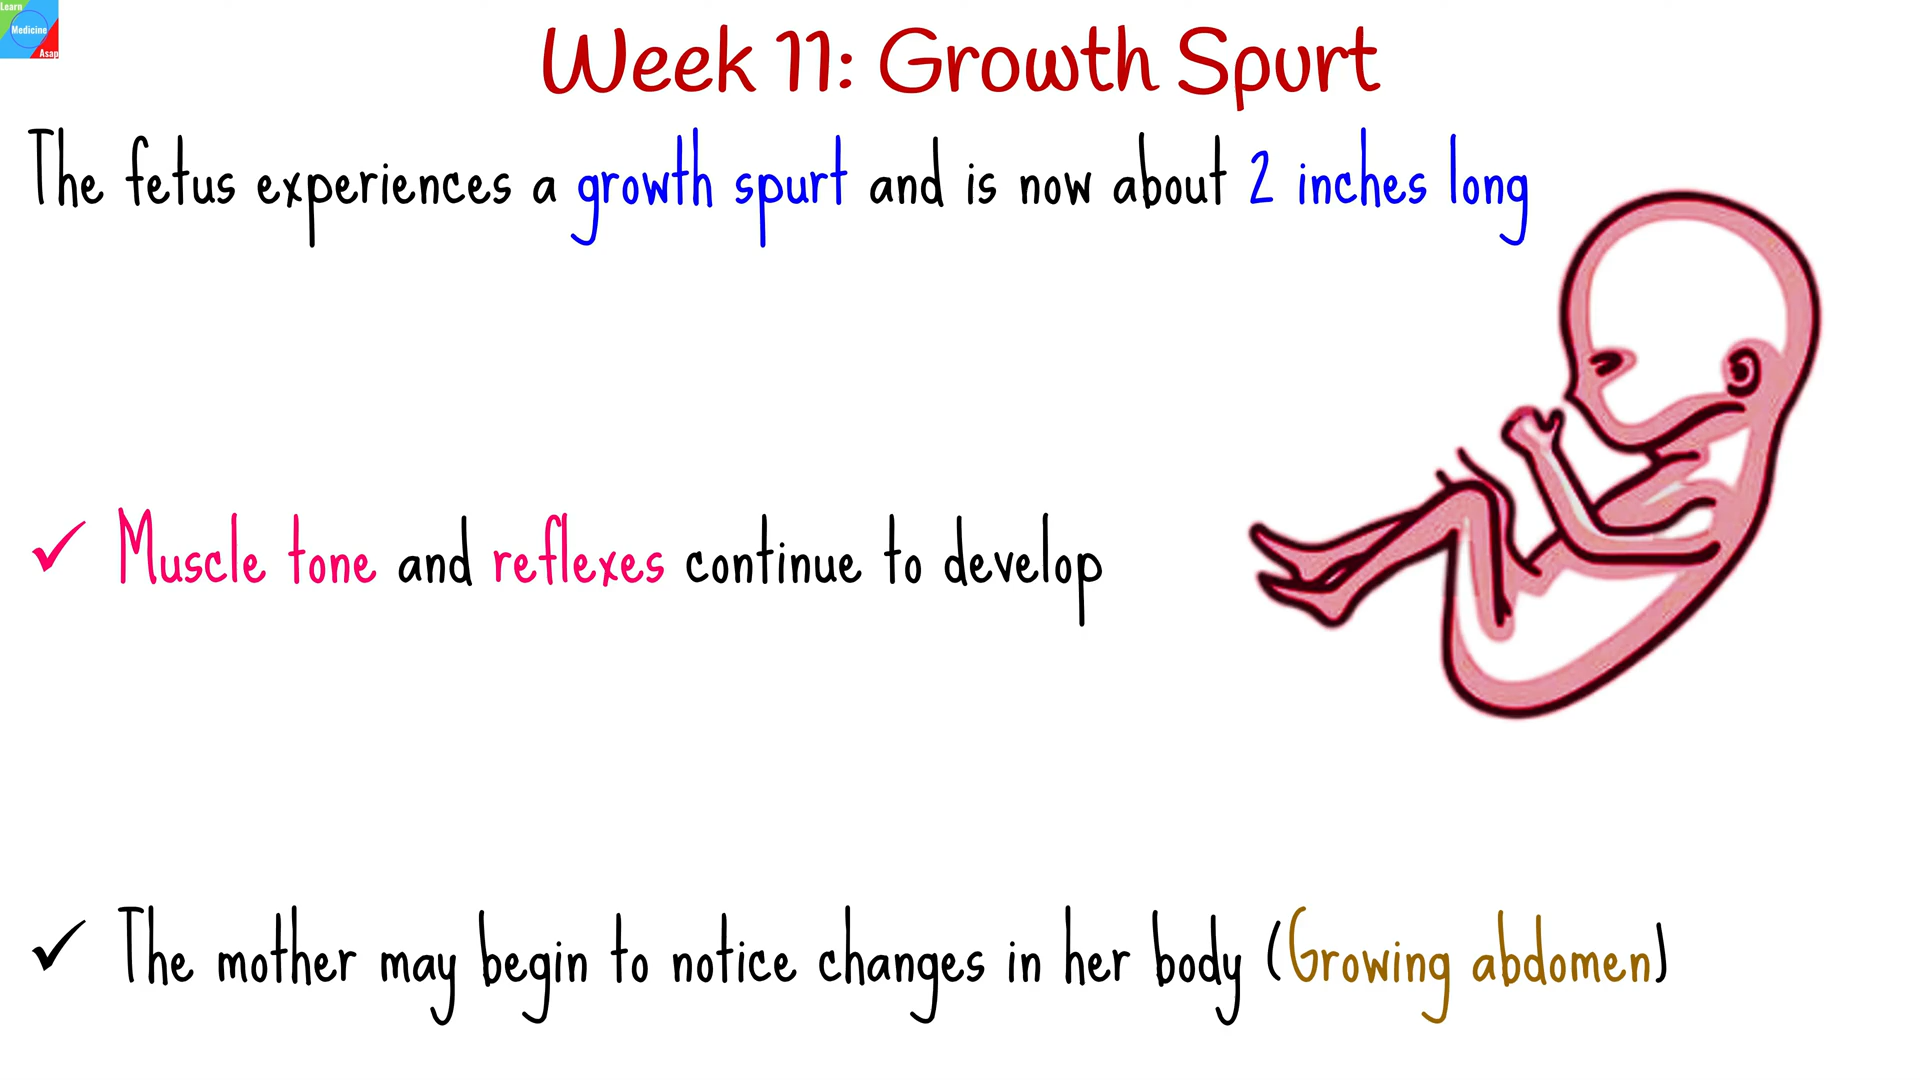 Learn
Medicine
Asap
Week 11: Growth Spurt
The fetus experiences a growth spurt and is now about 2 inches long
✓ Muscle tone and reflexes continue to develop
✓ The mother may begin to notice changes in her body (Growing abdomen)